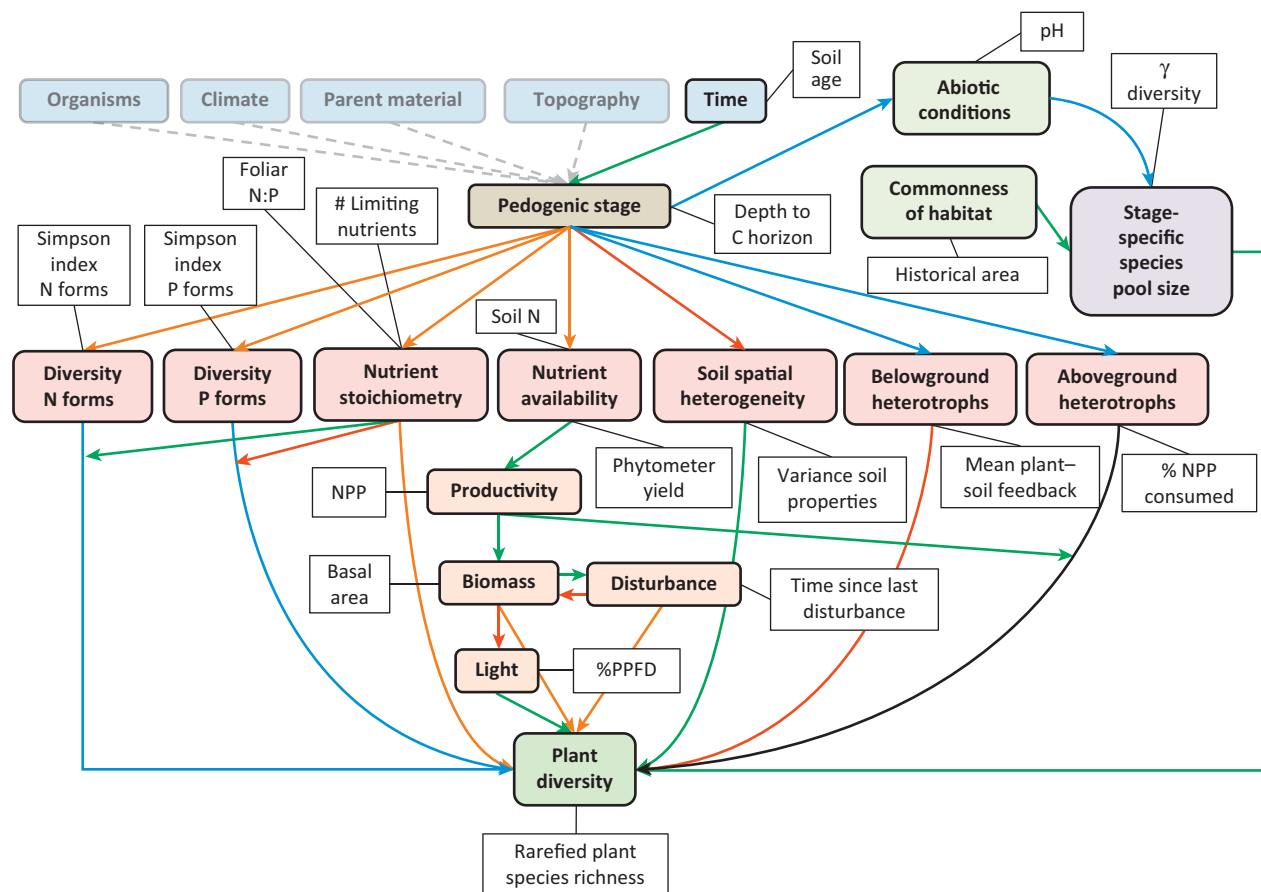 pH
Soil
age
γ
diversity
Organisms
Climate
Parent material
Topography
Time
Abiotic
conditions
Foliar
N:P
# Limiting
nutrients
Pedogenic stage
Depth to
C horizon
Commonness
of habitat
Historical area
Stage-
specific
species
pool size
Simpson
index
N forms
Simpson
index
P forms
Soil N
Diversity
N forms
Diversity
P forms
Nutrient
stoichiometry
Nutrient
availability
Soil spatial
heterogeneity
Belowground
heterotrophs
Aboveground
heterotrophs
NPP
Productivity
Phytometer
yield
Variance soil
properties
Mean plant–
soil feedback
% NPP
consumed
Basal
area
Biomass
Disturbance
Time since last
disturbance
Light
%PPFD
Plant
diversity
Rarefied plant
species richness